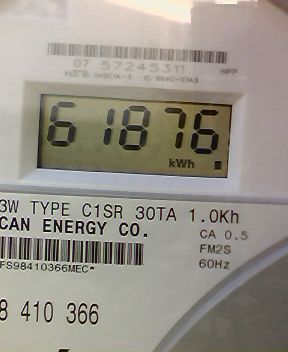 07 57245311
61876
kWh
3W TYPE C1SR 30TA 1.0Kh
CAN ENERGY CO.
CA 0.5
FM2S
60Hz
FS98410366MEC*
8 410 366